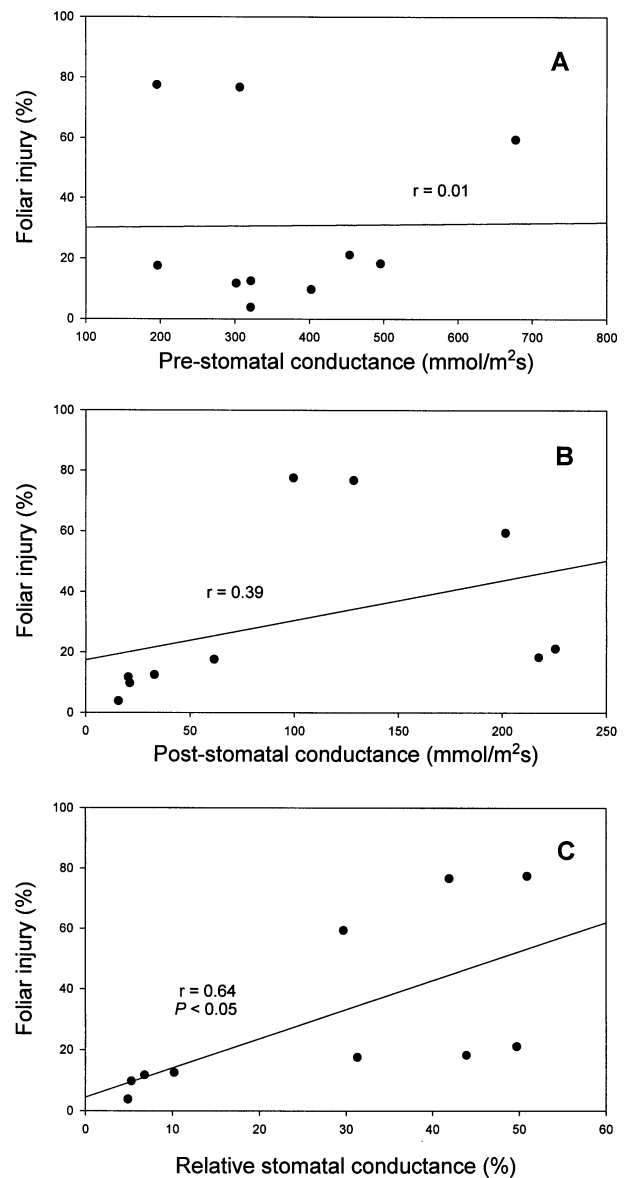 100
A
80
Foliar injury (%)
60
r = 0.01
40
20
0
100 200 300 400 500 600 700 800
Pre-stomatal conductance (mmol/m²s)
100
B
80
Foliar injury (%)
60
40
r = 0.39
20
0
0 50 100 150 200 250
Post-stomatal conductance (mmol/m²s)
100
C
80
Foliar injury (%)
60
40
r = 0.64
P < 0.05
20
0
0 10 20 30 40 50 60
Relative stomatal conductance (%)